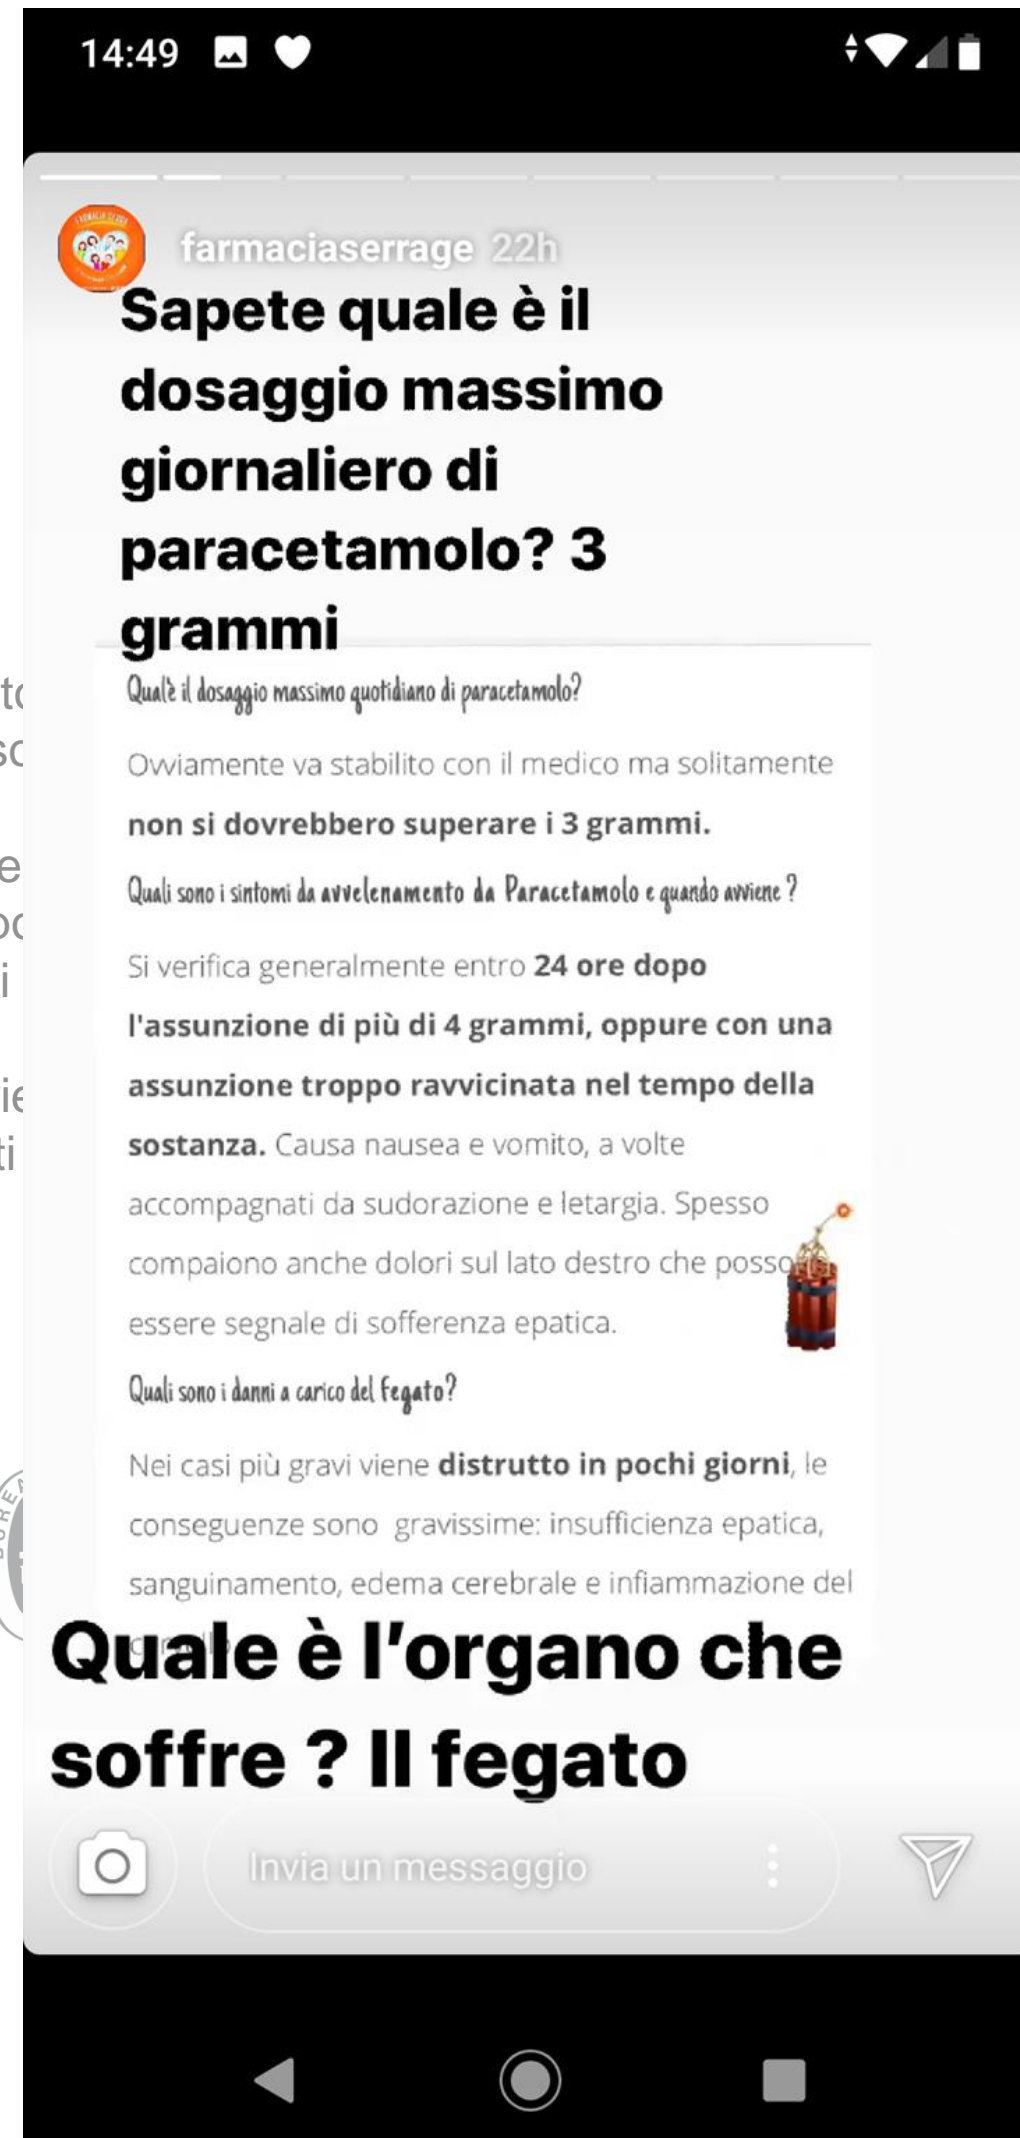 14:49
farmaciaserrage 22h
Sapete quale è il
dosaggio massimo
giornaliero di
paracetamolo? 3
grammi
Qual'è il dosaggio massimo quotidiano di paracetamolo?
Ovviamente va stabilito con il medico ma solitamente
non si dovrebbero superare i 3 grammi.
Quali sono i sintomi da avvelenamento da Paracetamolo e quando avviene ?
Si verifica generalmente entro 24 ore dopo
l'assunzione di più di 4 grammi, oppure con una
assunzione troppo ravvicinata nel tempo della
sostanza. Causa nausea e vomito, a volte
accompagnati da sudorazione e letargia. Spesso
compaiono anche dolori sul lato destro che posso
essere segnale di sofferenza epatica.
Quali sono i danni a carico del fegato?
Nei casi più gravi viene distrutto in pochi giorni, le
conseguenze sono gravissime: insufficienza epatica,
sanguinamento, edema cerebrale e infiammazione del
Quale è l'organo che
soffre ? Il fegato
Invia un messaggio